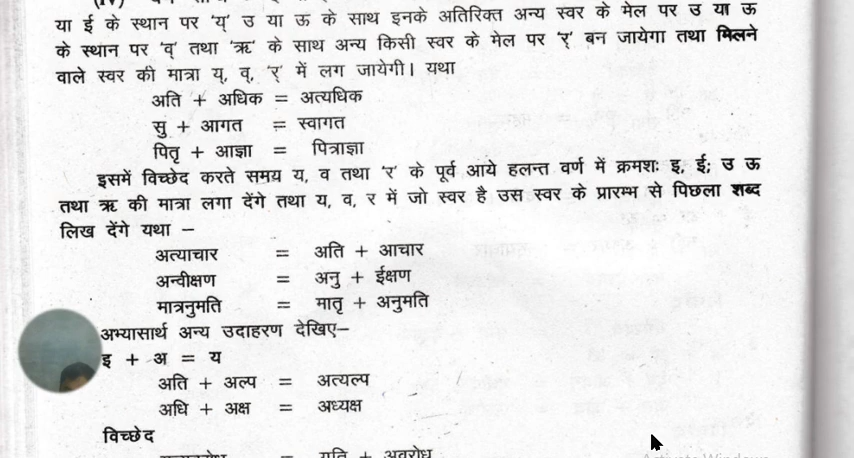 या ई के स्थान पर 'य्' उ या ऊ के साथ इनके अतिरिक्त अन्य स्वर के मेल पर उ या ऊ
के स्थान पर 'व्' तथा 'ऋ' के साथ अन्य किसी स्वर के मेल पर 'र्' बन जायेगा तथा मिलने
वाले स्वर की मात्रा य्, व्, 'र्' में लग जायेगी। यथा
अति + अधिक = अत्यधिक
सु + आगत = स्वागत
पितृ + आज्ञा = पित्राज्ञा
इसमें विच्छेद करते समय य, व तथा 'र' के पूर्व आये हलन्त वर्ण में क्रमशः इ, ई; उ ऊ
तथा ऋ की मात्रा लगा देंगे तथा य, व, र में जो स्वर है उस स्वर के प्रारम्भ से पिछला शब्द
लिख देंगे यथा –
अत्याचार = अति + आचार
अन्वीक्षण = अनु + ईक्षण
मात्रनुमति = मातृ + अनुमति
अभ्यासार्थ अन्य उदाहरण देखिए–
इ + अ = य
अति + अल्प = अत्यल्प
अधि + अक्ष = अध्यक्ष
विच्छेद
= गति + अवरोध